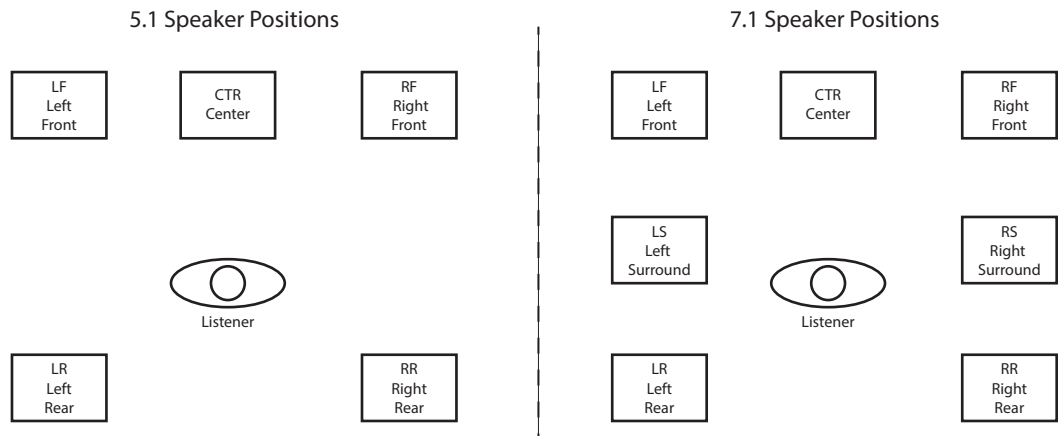 5.1 Speaker Positions
LF
Left
Front
CTR
Center
RF
Right
Front
Listener
LR
Left
Rear
RR
Right
Rear
7.1 Speaker Positions
LF
Left
Front
CTR
Center
RF
Right
Front
LS
Left
Surround
RS
Right
Surround
Listener
LR
Left
Rear
RR
Right
Rear